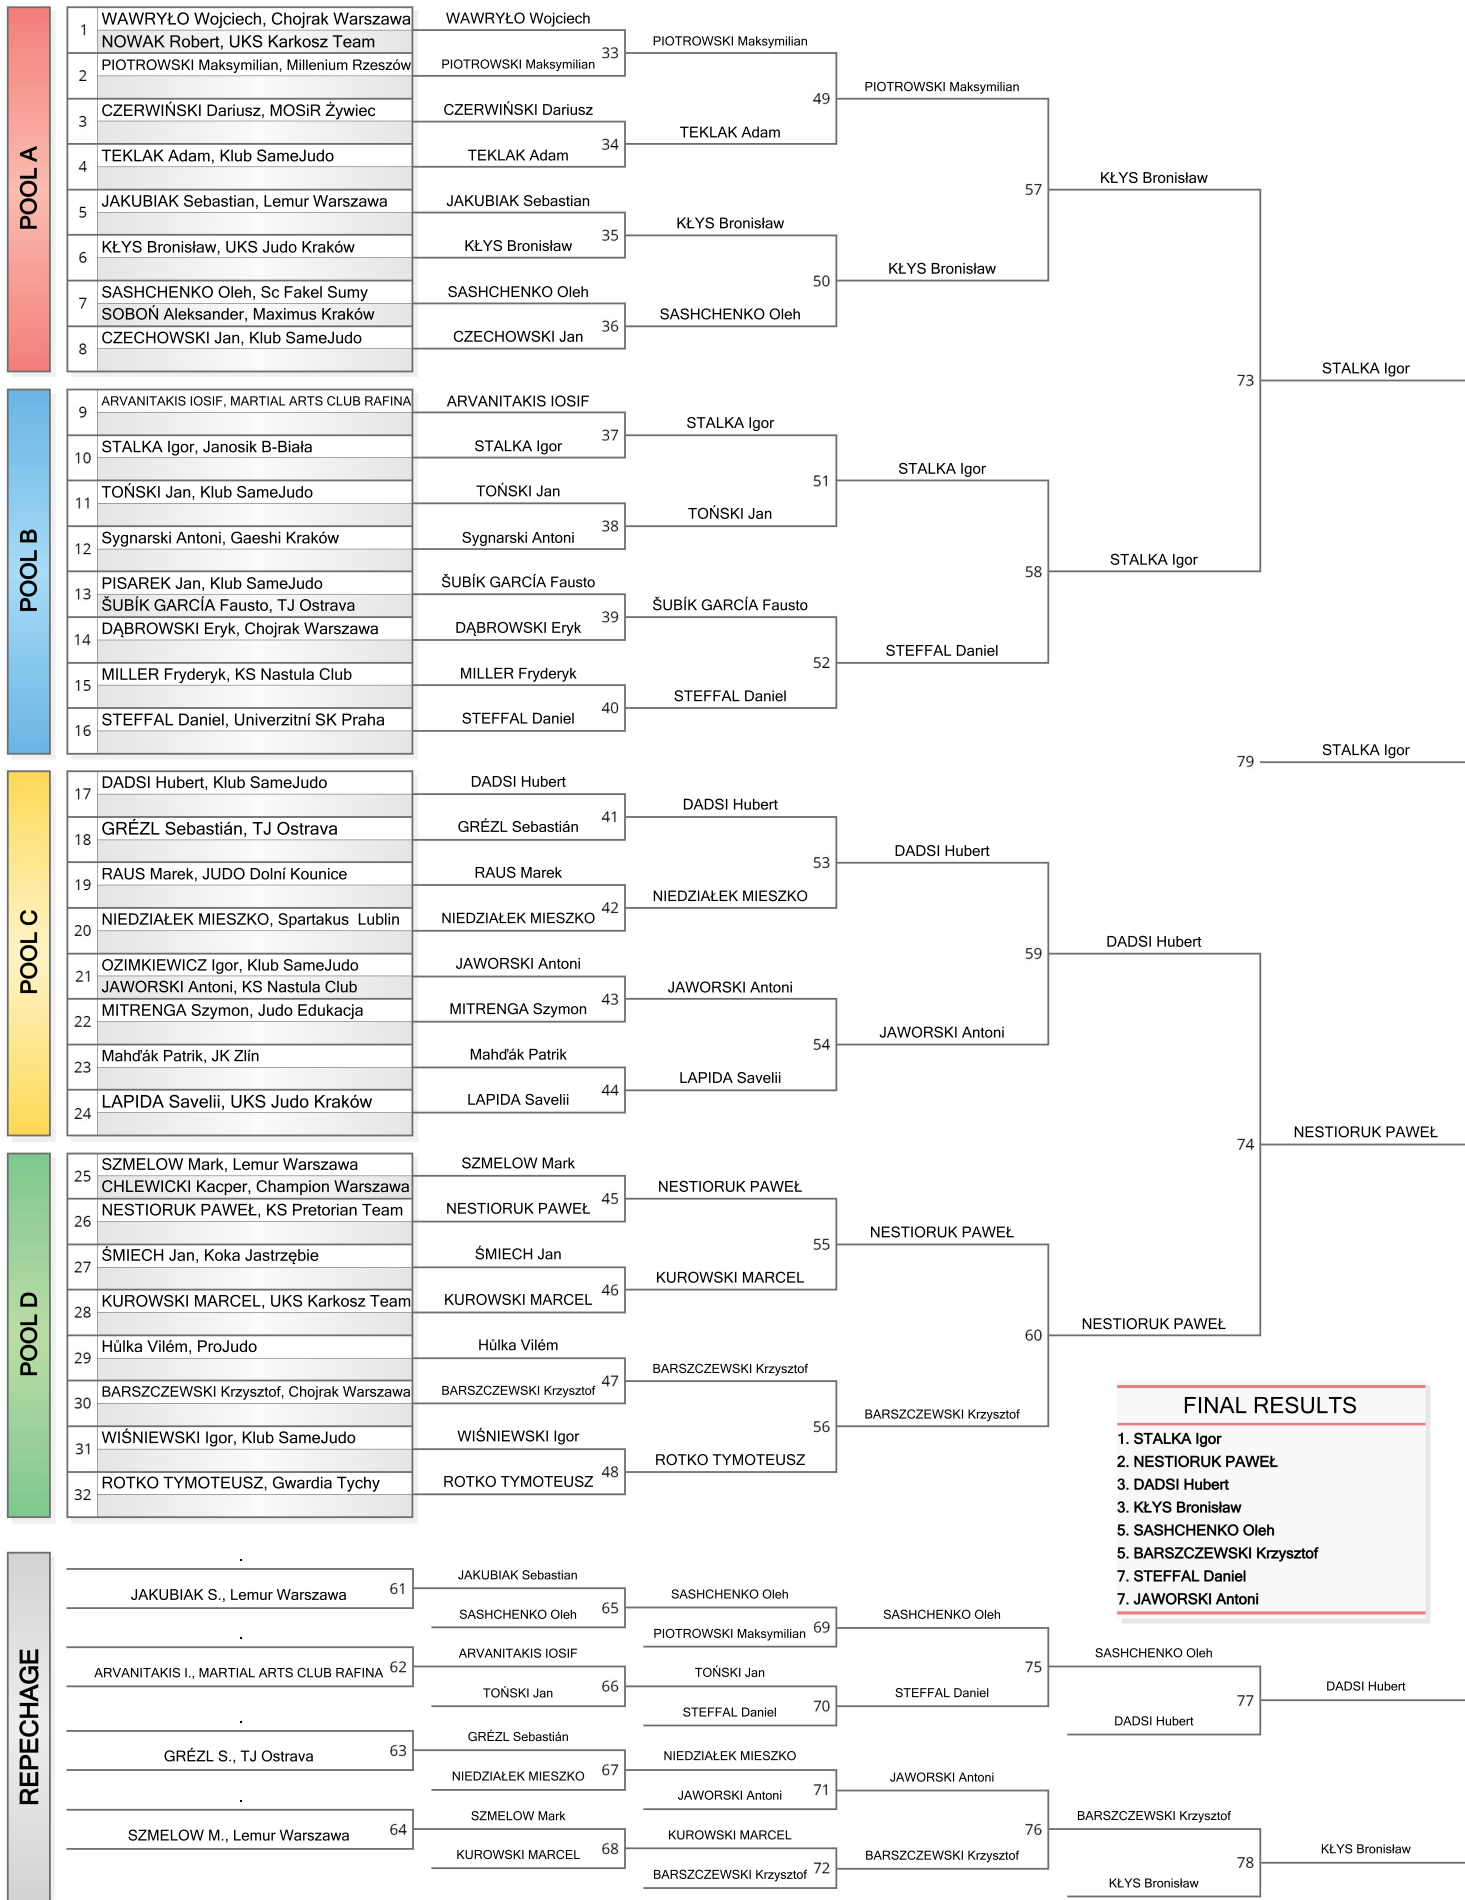 POOL A
1
WAWRYŁO Wojciech, Chojrak Warszawa
NOWAK Robert, UKS Karkosz Team
2
PIOTROWSKI Maksymilian, Millenium Rzeszów
3
CZERWIŃSKI Dariusz, MOSiR Żywiec
4
TEKLAK Adam, Klub SameJudo
5
JAKUBIAK Sebastian, Lemur Warszawa
6
KŁYS Bronisław, UKS Judo Kraków
7
SASHCHENKO Oleh, Sc Fakel Sumy
SOBOŃ Aleksander, Maximus Kraków
8
CZECHOWSKI Jan, Klub SameJudo
WAWRYŁO Wojciech
33
PIOTROWSKI Maksymilian
CZERWIŃSKI Dariusz
34
TEKLAK Adam
JAKUBIAK Sebastian
35
KŁYS Bronisław
SASHCHENKO Oleh
36
CZECHOWSKI Jan
PIOTROWSKI Maksymilian
49
TEKLAK Adam
KŁYS Bronisław
50
SASHCHENKO Oleh
PIOTROWSKI Maksymilian
57
KŁYS Bronisław
KŁYS Bronisław
POOL B
9
ARVANITAKIS IOSIF, MARTIAL ARTS CLUB RAFINA
10
STALKA Igor, Janosik B-Biała
11
TOŃSKI Jan, Klub SameJudo
12
Sygnarski Antoni, Gaeshi Kraków
13
PISAREK Jan, Klub SameJudo
ŠUBÍK GARCÍA Fausto, TJ Ostrava
14
DĄBROWSKI Eryk, Chojrak Warszawa
15
MILLER Fryderyk, KS Nastula Club
16
STEFFAL Daniel, Univerzitní SK Praha
ARVANITAKIS IOSIF
37
STALKA Igor
TOŃSKI Jan
38
Sygnarski Antoni
ŠUBÍK GARCÍA Fausto
39
DĄBROWSKI Eryk
MILLER Fryderyk
40
STEFFAL Daniel
STALKA Igor
51
TOŃSKI Jan
ŠUBÍK GARCÍA Fausto
52
STEFFAL Daniel
STALKA Igor
58
STEFFAL Daniel
STALKA Igor
73
STALKA Igor
79
STALKA Igor
POOL C
17
DADSI Hubert, Klub SameJudo
18
GRÉZL Sebastián, TJ Ostrava
19
RAUS Marek, JUDO Dolní Kounice
20
NIEDZIAŁEK MIESZKO, Spartakus  Lublin
21
OZIMKIEWICZ Igor, Klub SameJudo
JAWORSKI Antoni, KS Nastula Club
22
MITRENGA Szymon, Judo Edukacja
23
Mahďák Patrik, JK Zlín
24
LAPIDA Savelii, UKS Judo Kraków
DADSI Hubert
41
GRÉZL Sebastián
RAUS Marek
42
NIEDZIAŁEK MIESZKO
JAWORSKI Antoni
43
MITRENGA Szymon
Mahďák Patrik
44
LAPIDA Savelii
DADSI Hubert
53
NIEDZIAŁEK MIESZKO
JAWORSKI Antoni
54
LAPIDA Savelii
DADSI Hubert
59
JAWORSKI Antoni
DADSI Hubert
74
NESTIORUK PAWEŁ
POOL D
25
SZMELOW Mark, Lemur Warszawa
CHLEWICKI Kacper, Champion Warszawa
26
NESTIORUK PAWEŁ, KS Pretorian Team
27
ŚMIECH Jan, Koka Jastrzębie
28
KUROWSKI MARCEL, UKS Karkosz Team
29
Hůlka Vilém, ProJudo
30
BARSZCZEWSKI Krzysztof, Chojrak Warszawa
31
WIŚNIEWSKI Igor, Klub SameJudo
32
ROTKO TYMOTEUSZ, Gwardia Tychy
SZMELOW Mark
45
NESTIORUK PAWEŁ
ŚMIECH Jan
46
KUROWSKI MARCEL
Hůlka Vilém
47
BARSZCZEWSKI Krzysztof
WIŚNIEWSKI Igor
48
ROTKO TYMOTEUSZ
NESTIORUK PAWEŁ
55
KUROWSKI MARCEL
BARSZCZEWSKI Krzysztof
56
ROTKO TYMOTEUSZ
NESTIORUK PAWEŁ
60
BARSZCZEWSKI Krzysztof
NESTIORUK PAWEŁ
FINAL RESULTS
1. STALKA Igor
2. NESTIORUK PAWEŁ
3. DADSI Hubert
3. KŁYS Bronisław
5. SASHCHENKO Oleh
5. BARSZCZEWSKI Krzysztof
7. STEFFAL Daniel
7. JAWORSKI Antoni
REPECHAGE
.
61
JAKUBIAK S., Lemur Warszawa
.
62
ARVANITAKIS I., MARTIAL ARTS CLUB RAFINA
.
63
GRÉZL S., TJ Ostrava
.
64
SZMELOW M., Lemur Warszawa
JAKUBIAK Sebastian
65
SASHCHENKO Oleh
ARVANITAKIS IOSIF
66
TOŃSKI Jan
GRÉZL Sebastián
67
NIEDZIAŁEK MIESZKO
SZMELOW Mark
68
KUROWSKI MARCEL
SASHCHENKO Oleh
69
PIOTROWSKI Maksymilian
TOŃSKI Jan
70
STEFFAL Daniel
NIEDZIAŁEK MIESZKO
71
JAWORSKI Antoni
KUROWSKI MARCEL
72
BARSZCZEWSKI Krzysztof
SASHCHENKO Oleh
75
STEFFAL Daniel
JAWORSKI Antoni
76
BARSZCZEWSKI Krzysztof
SASHCHENKO Oleh
77
DADSI Hubert
BARSZCZEWSKI Krzysztof
78
KŁYS Bronisław
DADSI Hubert
KŁYS Bronisław